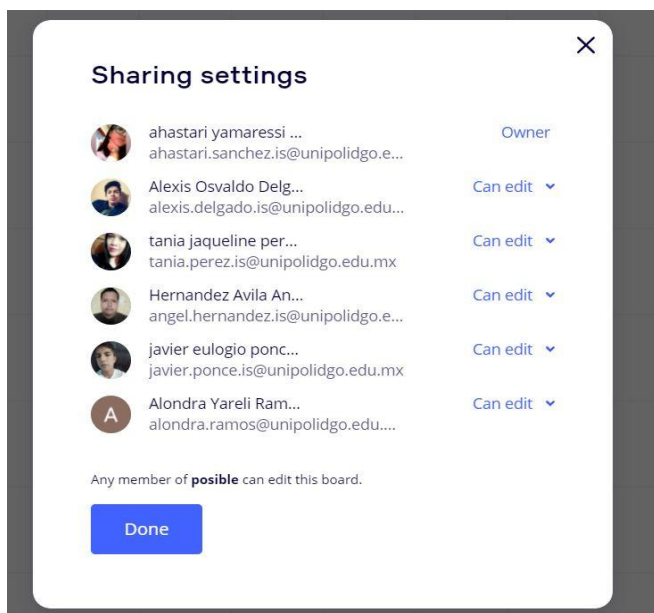 Sharing settings
ahastari yamaressi ...
Owner
ahastari.sanchez.is@unipolidgo.e...
Alexis Osvaldo Delg...
Can edit
alexis.delgado.is@unipolidgo.edu...
tania jaqueline per...
Can edit
tania.perez.is@unipolidgo.edu.mx
Hernandez Avila An...
Can edit
angel.hernandez.is@unipolidgo.e...
javier eulogio ponc...
Can edit
javier.ponce.is@unipolidgo.edu.mx
A
Alondra Yareli Ram...
Can edit
alondra.ramos@unipolidgo.edu....
Any member of posible can edit this board.
Done